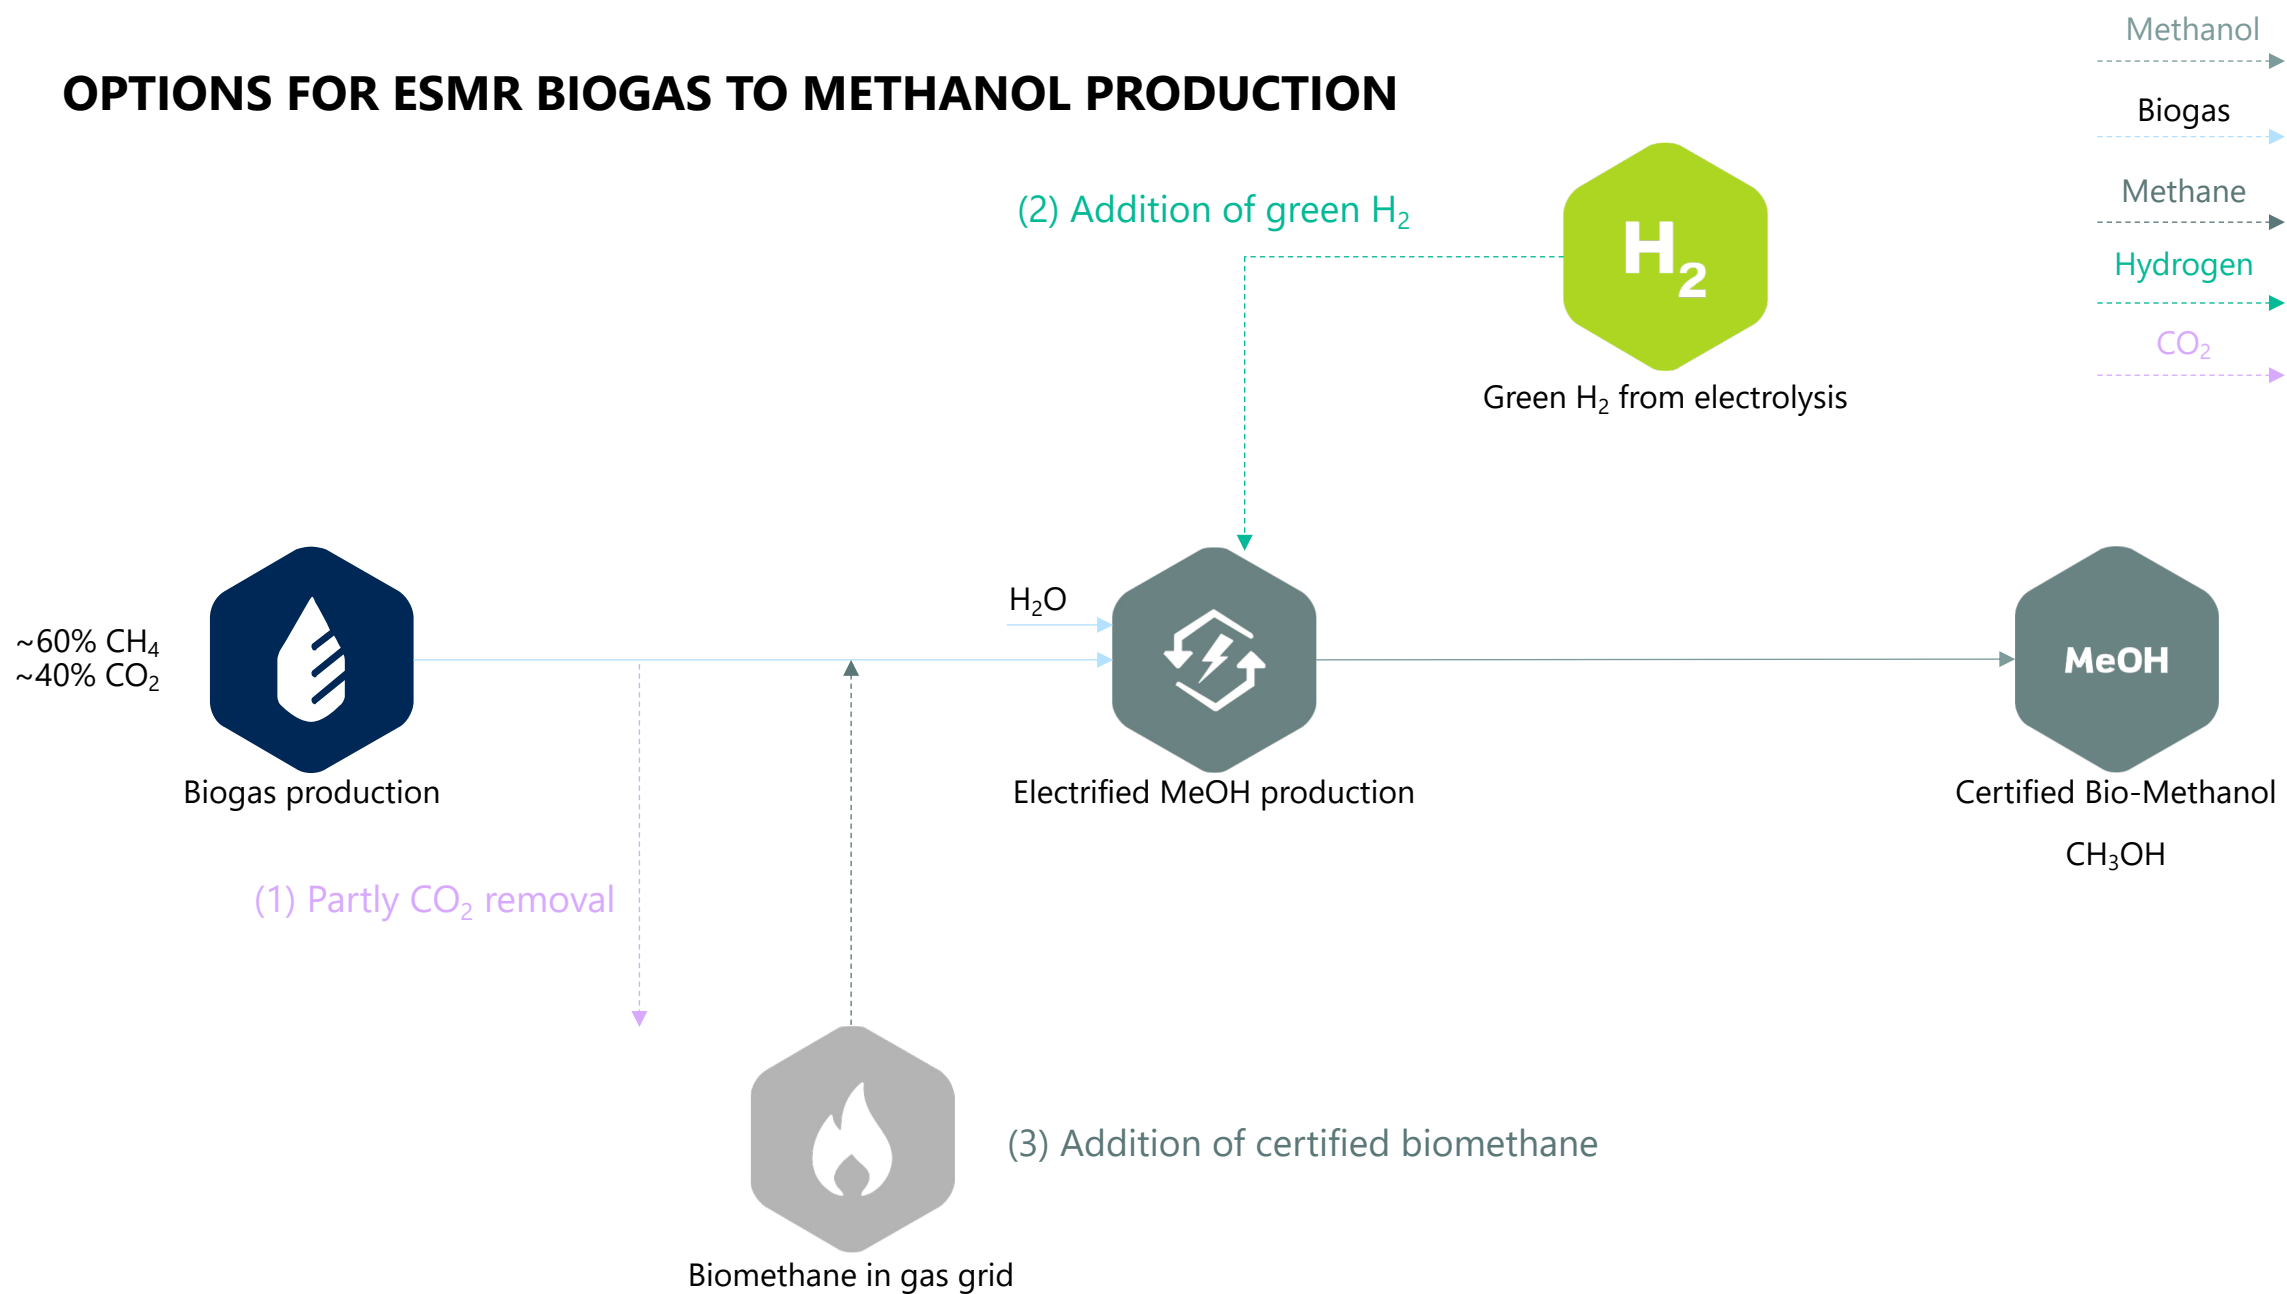 OPTIONS FOR ESMR BIOGAS TO METHANOL PRODUCTION
Methanol
Biogas
Methane
Hydrogen
CO₂
(2) Addition of green H₂
H₂
Green H₂ from electrolysis
~60% CH₄
~40% CO₂
H₂O
MeOH
Biogas production
Electrified MeOH production
Certified Bio-Methanol
CH₃OH
(1) Partly CO₂ removal
(3) Addition of certified biomethane
Biomethane in gas grid